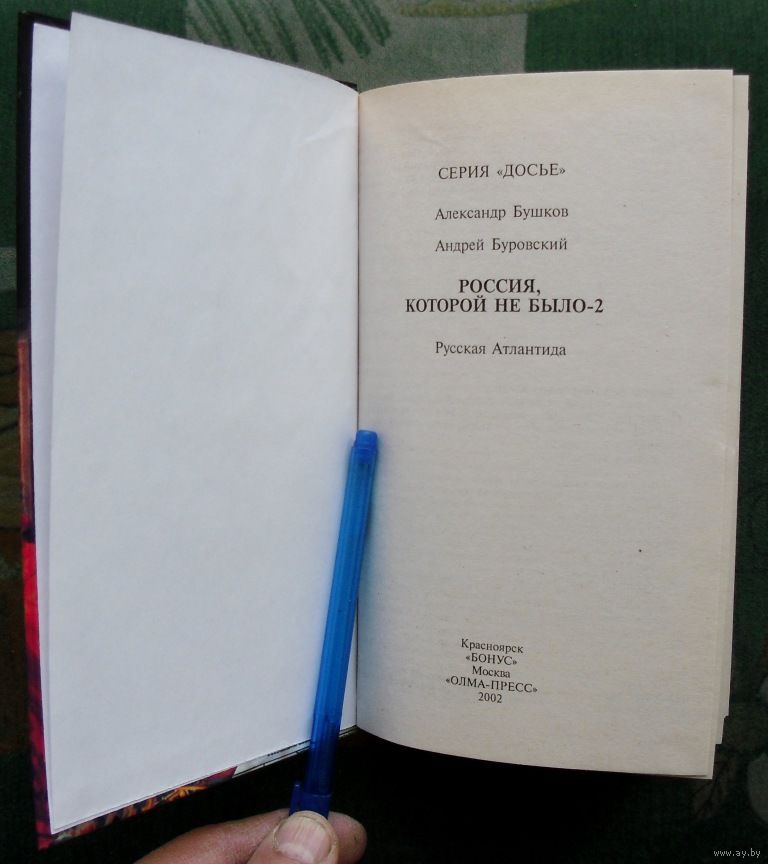 СЕРИЯ «ДОСЬЕ»
Александр Бушков
Андрей Буровский
РОССИЯ,
КОТОРОЙ НЕ БЫЛО-2
Русская Атлантида
Красноярск
«БОНУС»
Москва
«ОЛМА-ПРЕСС»
2002
www.ay.by